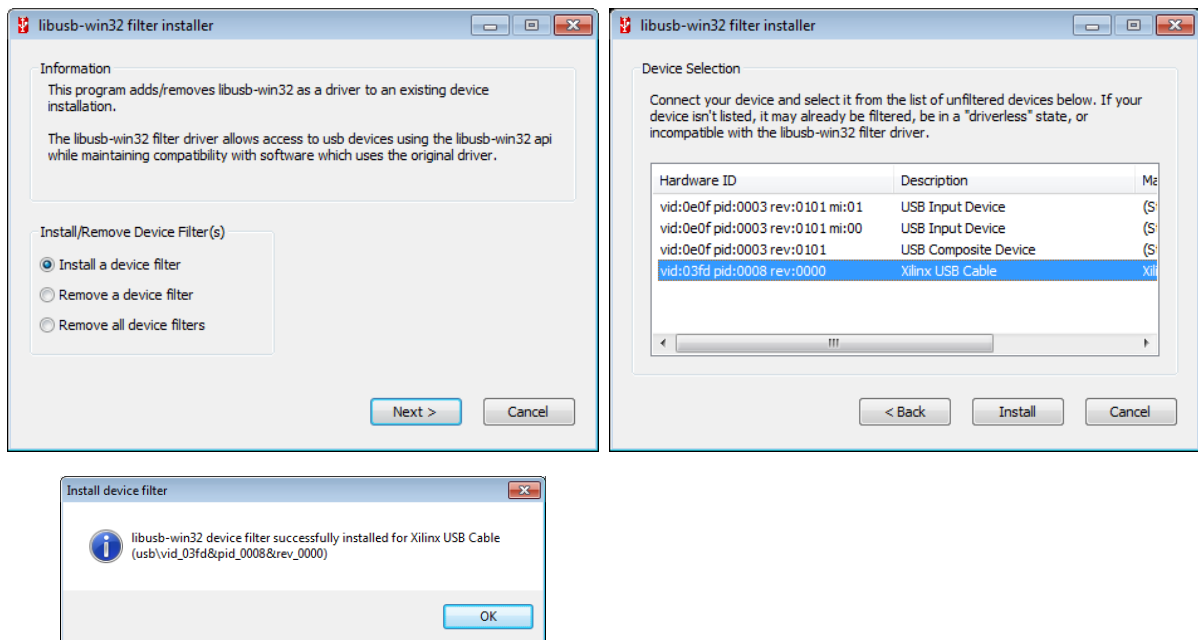 libusb-win32 filter installer
Information
This program adds/removes libusb-win32 as a driver to an existing device
installation.
The libusb-win32 filter driver allows access to usb devices using the libusb-win32 api
while maintaining compatibility with software which uses the original driver.
Install/Remove Device Filter(s)
Install a device filter
Remove a device filter
Remove all device filters
Next >
Cancel
libusb-win32 filter installer
Device Selection
Connect your device and select it from the list of unfiltered devices below. If your
device isn't listed, it may already be filtered, be in a "driverless" state, or
incompatible with the libusb-win32 filter driver.
Hardware ID Description
vid:0e0f pid:0003 rev:0101 mi:01 USB Input Device
vid:0e0f pid:0003 rev:0101 mi:00 USB Input Device
vid:0e0f pid:0003 rev:0101 USB Composite Device
vid:03fd pid:0008 rev:0000 Xilinx USB Cable
< Back
Install
Cancel
Install device filter
libusb-win32 device filter successfully installed for Xilinx USB Cable
(usb\vid_03fd&pid_0008&rev_0000)
OK